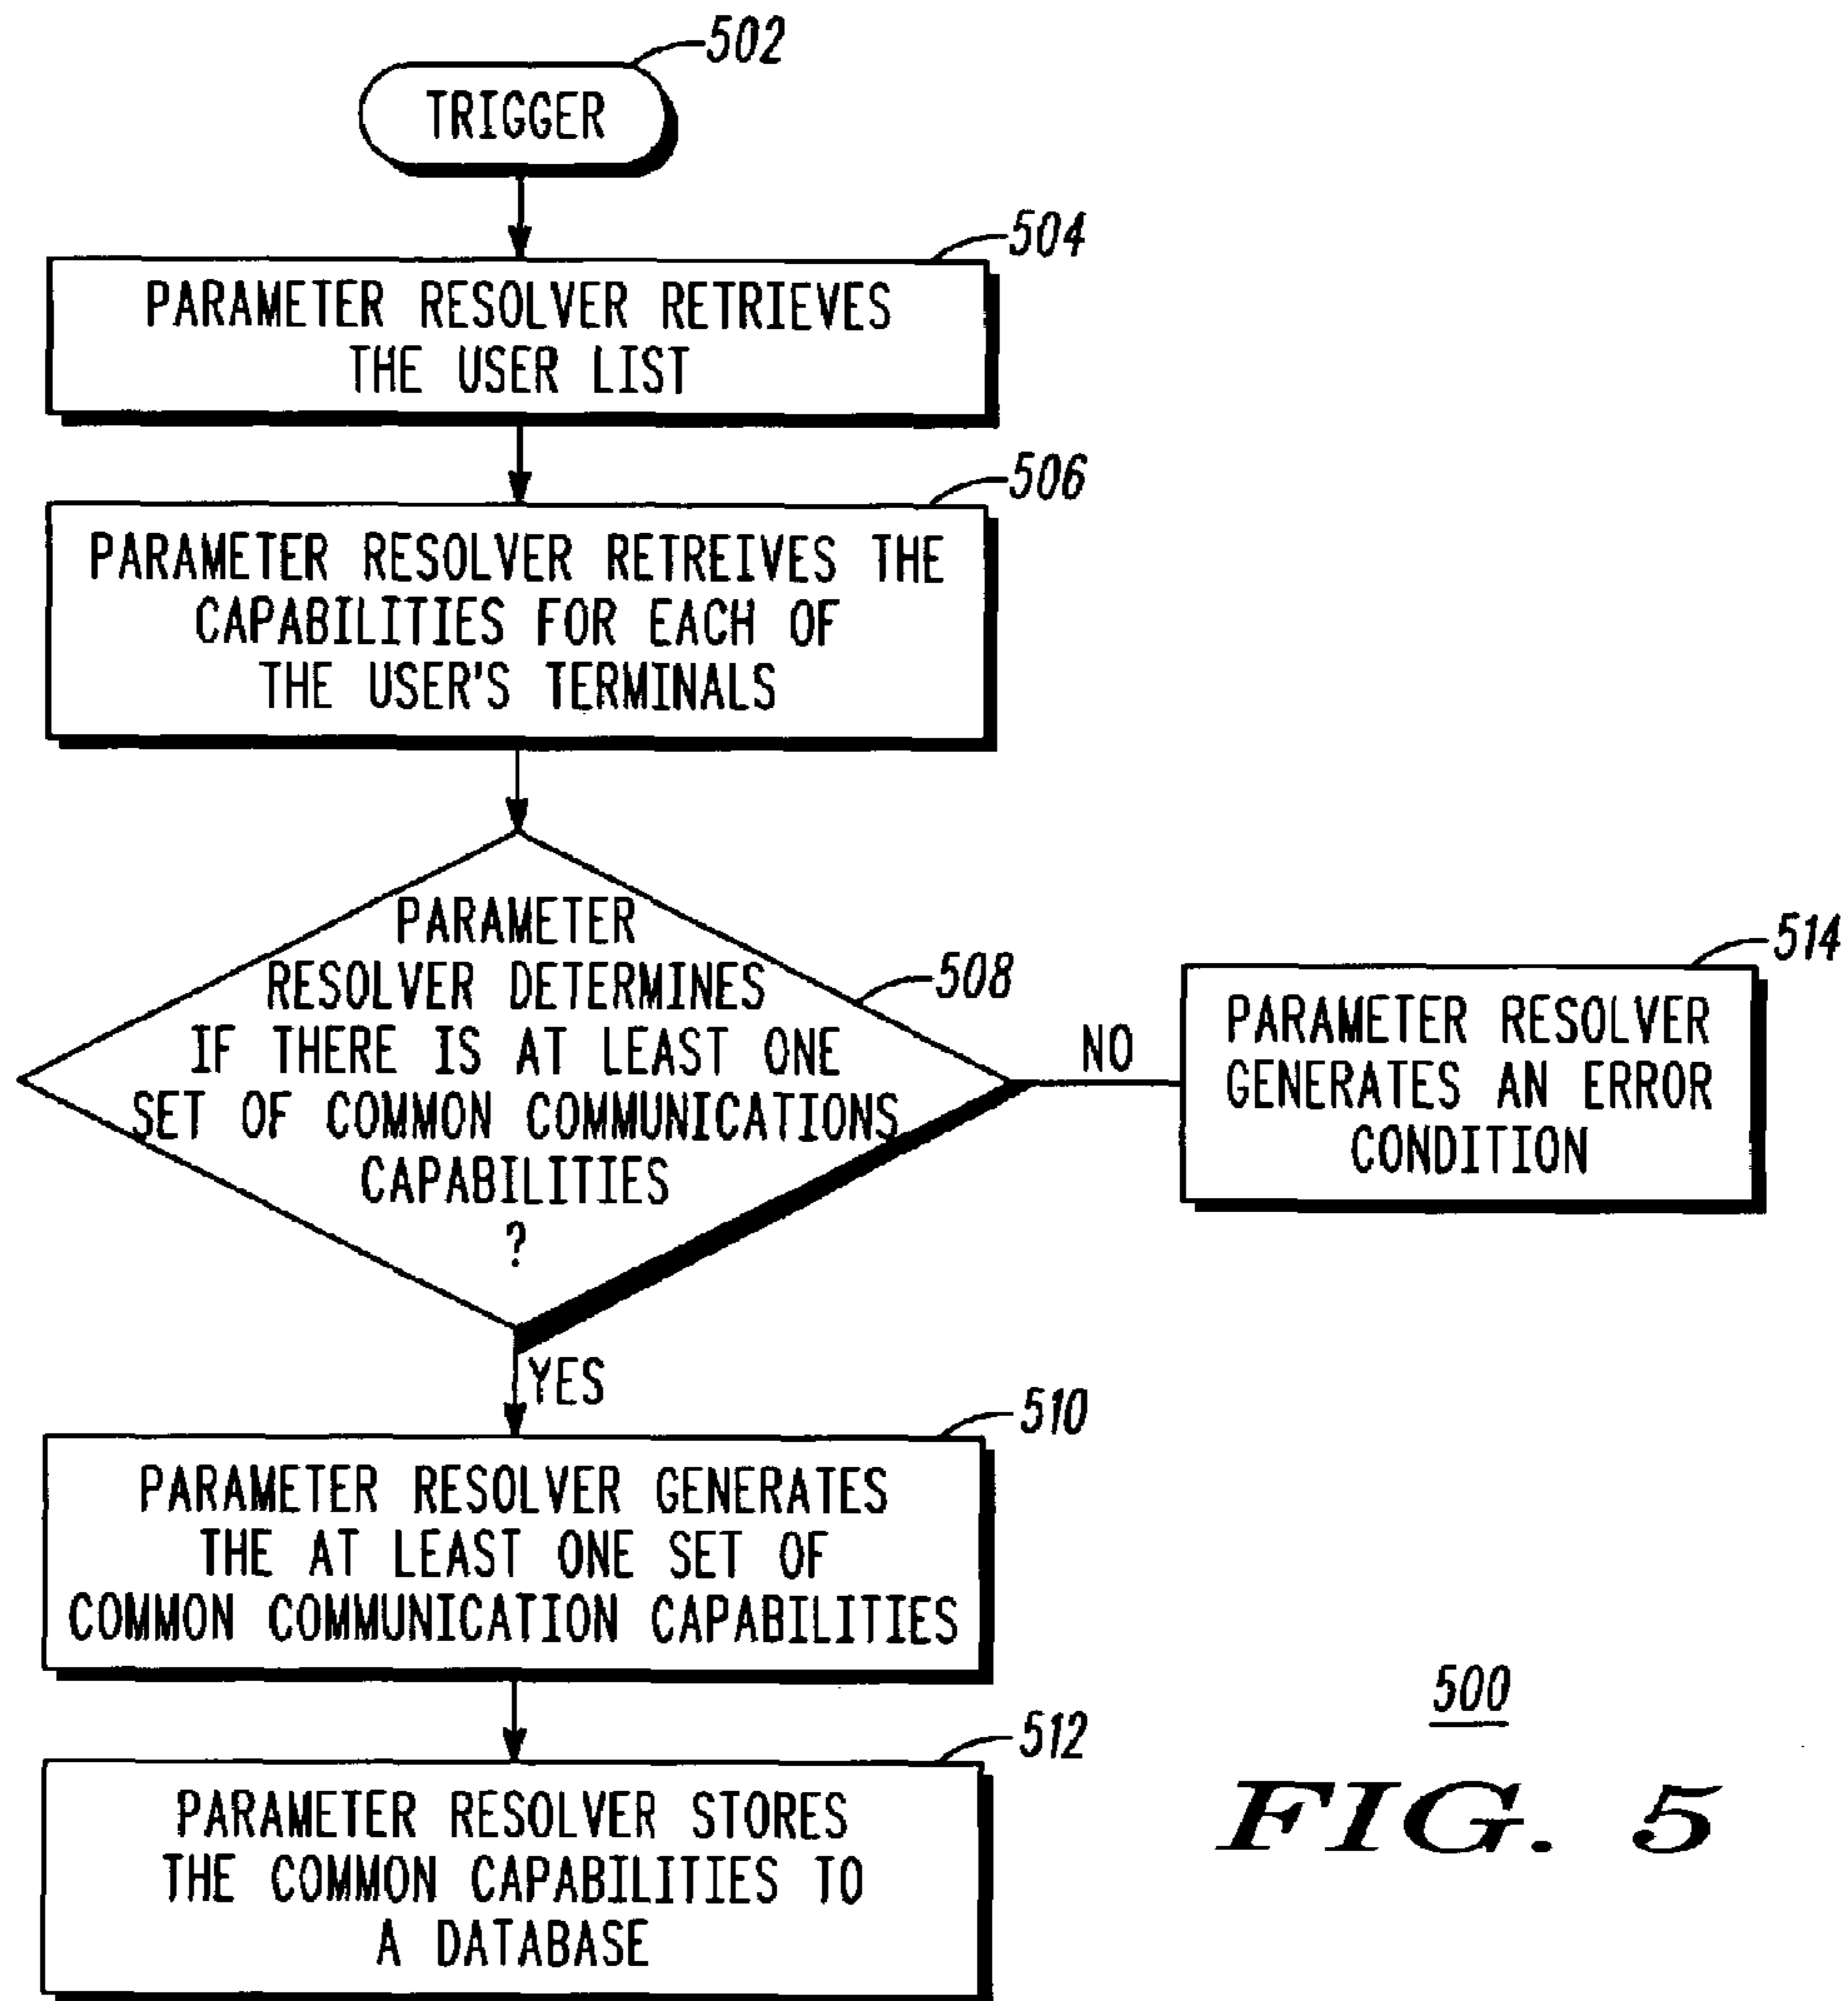 502
TRIGGER
504
PARAMETER RESOLVER RETRIEVES
THE USER LIST
506
PARAMETER RESOLVER RETREIVES THE
CAPABILITIES FOR EACH OF
THE USER'S TERMINALS
PARAMETER
RESOLVER DETERMINES
IF THERE IS AT LEAST ONE
SET OF COMMON COMMUNICATIONS
CAPABILITIES
?
508
NO
514
PARAMETER RESOLVER
GENERATES AN ERROR
CONDITION
YES
510
PARAMETER RESOLVER GENERATES
THE AT LEAST ONE SET OF
COMMON COMMUNICATION CAPABILITIES
512
PARAMETER RESOLVER STORES
THE COMMON CAPABILITIES TO
A DATABASE
500
FIG. 5